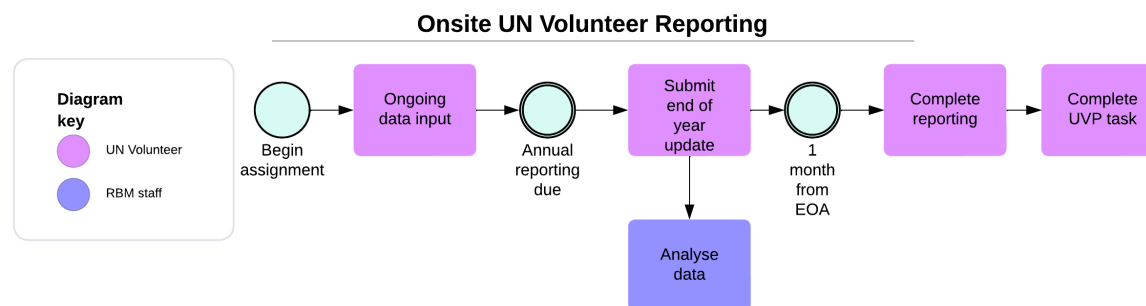 Onsite UN Volunteer Reporting
Diagram
key
UN Volunteer
RBM staff
Begin
assignment
Ongoing
data input
Annual
reporting
due
Submit
end of
year
update
1
month
from
EOA
Complete
reporting
Complete
UVP task
Analyse
data